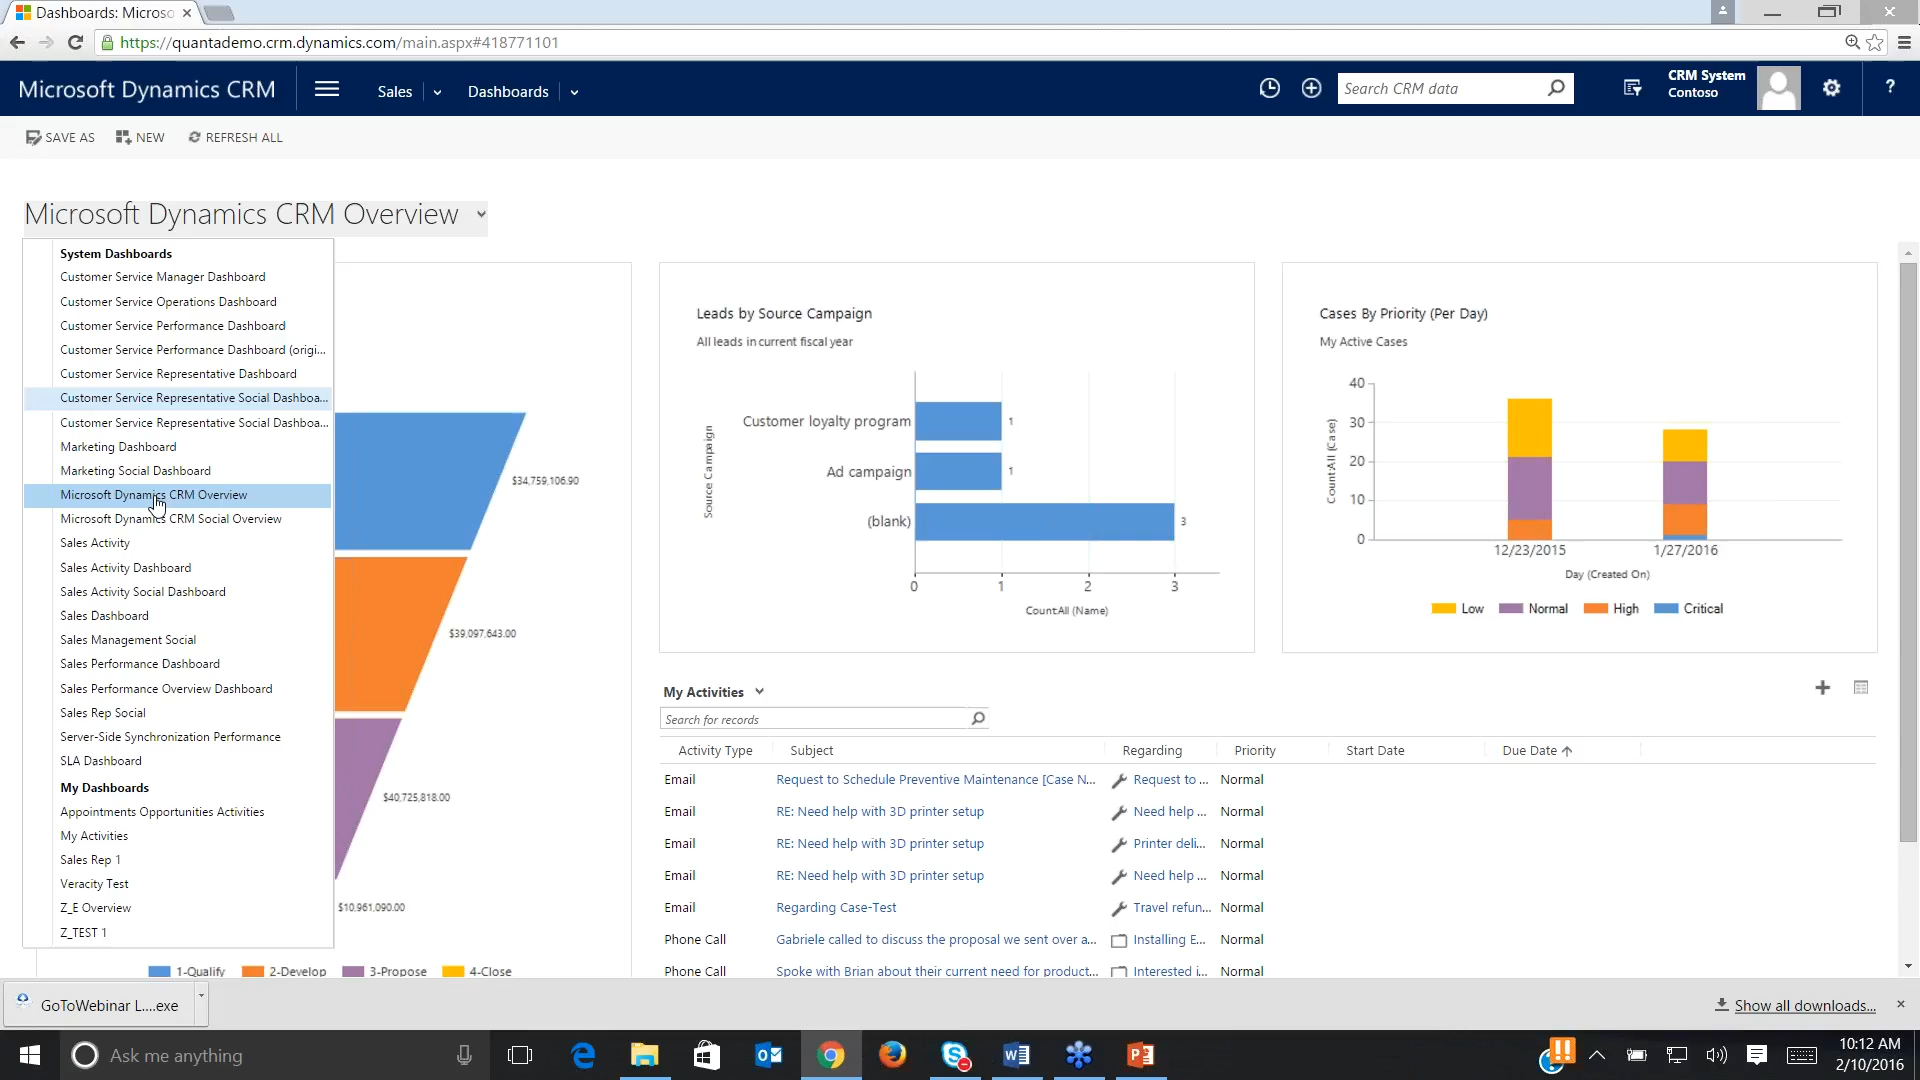 Dashboards: Microso
https://quantademo.crm.dynamics.com/main.aspx#418771101
Microsoft Dynamics CRM
Sales
Dashboards
Search CRM data
CRM System
Contoso
?
SAVE AS
NEW
REFRESH ALL
Microsoft Dynamics CRM Overview
System Dashboards
Customer Service Manager Dashboard
Customer Service Operations Dashboard
Customer Service Performance Dashboard
Customer Service Performance Dashboard (origi...
Customer Service Representative Dashboard
Customer Service Representative Social Dashboa...
Customer Service Representative Social Dashboa...
Marketing Dashboard
Marketing Social Dashboard
Microsoft Dynamics CRM Overview
Microsoft Dynamics CRM Social Overview
Sales Activity
Sales Activity Dashboard
Sales Activity Social Dashboard
Sales Dashboard
Sales Management Social
Sales Performance Dashboard
Sales Performance Overview Dashboard
Sales Rep Social
Server-Side Synchronization Performance
SLA Dashboard
My Dashboards
Appointments Opportunities Activities
My Activities
Sales Rep 1
Veracity Test
Z_E Overview
Z_TEST 1
$34,759,106.90
$39,097,643.00
$40,725,818.00
$10,961,090.00
1-Qualify 2-Develop 3-Propose 4-Close
Leads by Source Campaign
All leads in current fiscal year
Source Campaign
Customer loyalty program 1
Ad campaign 1
(blank) 3
0 1 2 3
Count:All (Name)
Cases By Priority (Per Day)
My Active Cases
Count:All (Case)
40
30
20
10
0
12/23/2015 1/27/2016
Day (Created On)
Low Normal High Critical
My Activities
Search for records
Activity Type Subject Regarding Priority Start Date Due Date
Email Request to Schedule Preventive Maintenance [Case N... Request to ... Normal
Email RE: Need help with 3D printer setup Need help ... Normal
Email RE: Need help with 3D printer setup Printer deli... Normal
Email RE: Need help with 3D printer setup Need help ... Normal
Email Regarding Case-Test Travel refun... Normal
Phone Call Gabriele called to discuss the proposal we sent over a... Installing E... Normal
Phone Call Spoke with Brian about their current need for product... Interested i... Normal
GoToWebinar L....exe
Show all downloads...
Ask me anything
10:12 AM
2/10/2016